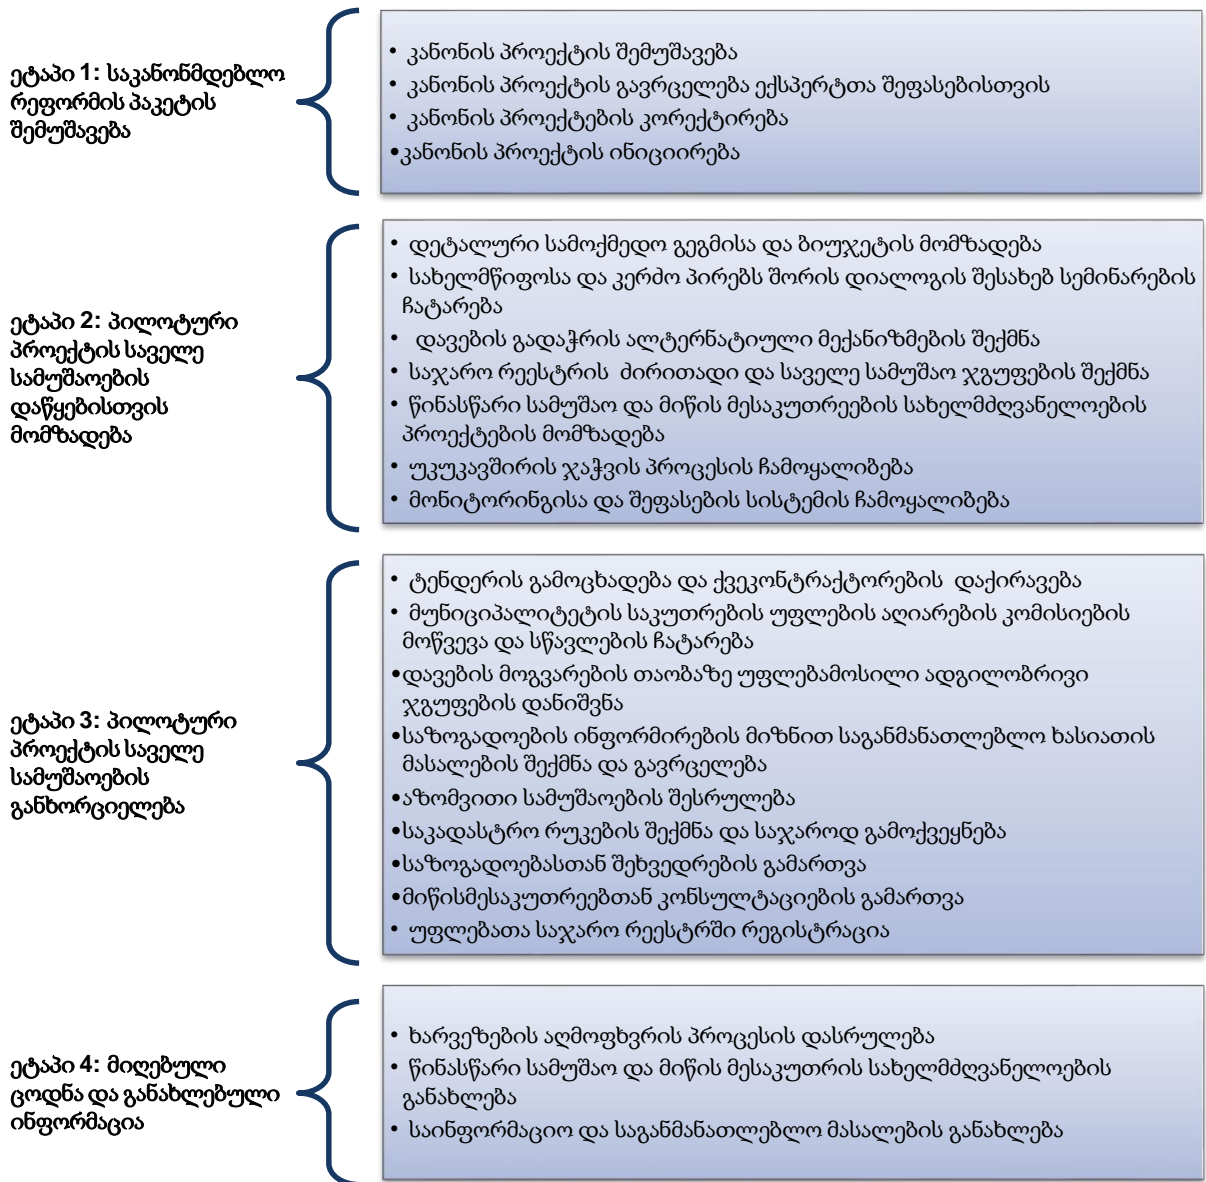 ეტაპი 1: საკანონმდებლო
რეფორმის პაკეტის
შემუშავება
• კანონის პროექტის შემუშავება
• კანონის პროექტის გავრცელება ექსპერტთა შეფასებისთვის
• კანონის პროექტების კორექტირება
•კანონის პროექტის ინიციირება
ეტაპი 2: პილოტური
პროექტის საველე
სამუშაოების
დაწყებისთვის
მომზადება
• დეტალური სამოქმედო გეგმისა და ბიუჯეტის მომზადება
• სახელმწიფოსა და კერძო პირებს შორის დიალოგის შესახებ სემინარების
ჩატარება
• დავების გადაჭრის ალტერნატიული მექანიზმების შექმნა
• საჯარო რეესტრის ძირითადი და საველე სამუშაო ჯგუფების შექმნა
• წინასწარი სამუშაო და მიწის მესაკუთრეების სახელმძღვანელოების
პროექტების მომზადება
• უკუკავშირის ჯაჭვის პროცესის ჩამოყალიბება
• მონიტორინგისა და შეფასების სისტემის ჩამოყალიბება
ეტაპი 3: პილოტური
პროექტის საველე
სამუშაოების
განხორციელება
• ტენდერის გამოცხადება და ქვეკონტრაქტორების დაქირავება
• მუნიციპალიტეტის საკუთრების უფლების აღიარების კომისიების
მოწვევა და სწავლების ჩატარება
•დავების მოგვარების თაობაზე უფლებამოსილი ადგილობრივი
ჯგუფების დანიშვნა
•საზოგადოების ინფორმირების მიზნით საგანმანათლებლო ხასიათის
მასალების შექმნა და გავრცელება
•აზომვითი სამუშაოების შესრულება
•საკადასტრო რუკების შექმნა და საჯაროდ გამოქვეყნება
•საზოგადოებასთან შეხვედრების გამართვა
•მიწისმესაკუთრეებთან კონსულტაციების გამართვა
• უფლებათა საჯარო რეესტრში რეგისტრაცია
ეტაპი 4: მიღებული
ცოდნა და განახლებული
ინფორმაცია
• ხარვეზების აღმოფხვრის პროცესის დასრულება
• წინასწარი სამუშაო და მიწის მესაკუთრის სახელმძღვანელოების
განახლება
• საინფორმაციო და საგანმანათლებლო მასალების განახლება